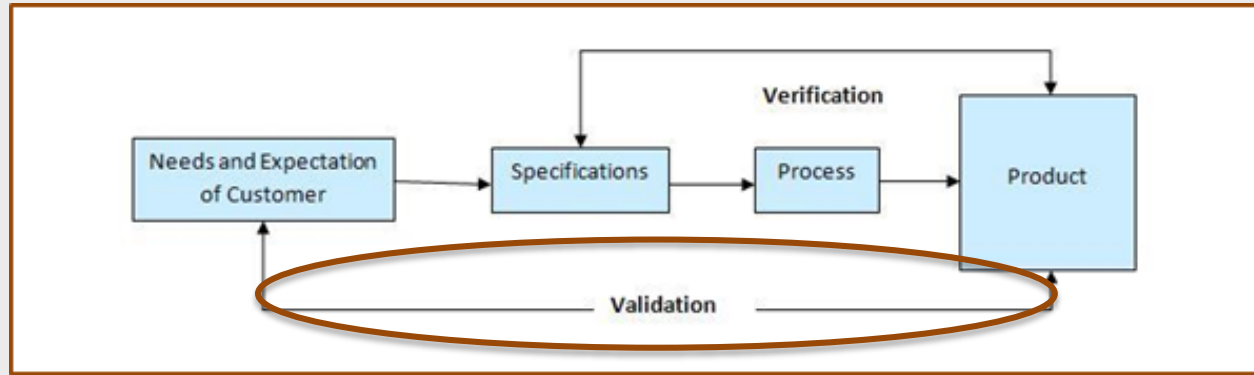 Verification
Needs and Expectation
of Customer
Specifications
Process
Product
Validation